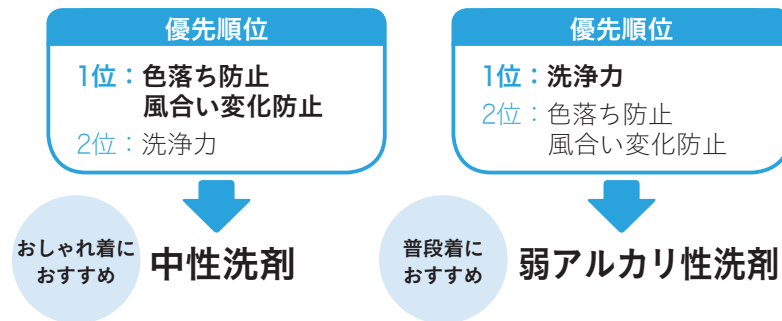 優先順位
1位：色落ち防止
風合い変化防止
2位：洗浄力
おしゃれ着に
おすすめ
中性洗剤
優先順位
1位：洗浄力
2位：色落ち防止
風合い変化防止
普段着に
おすすめ
弱アルカリ性洗剤